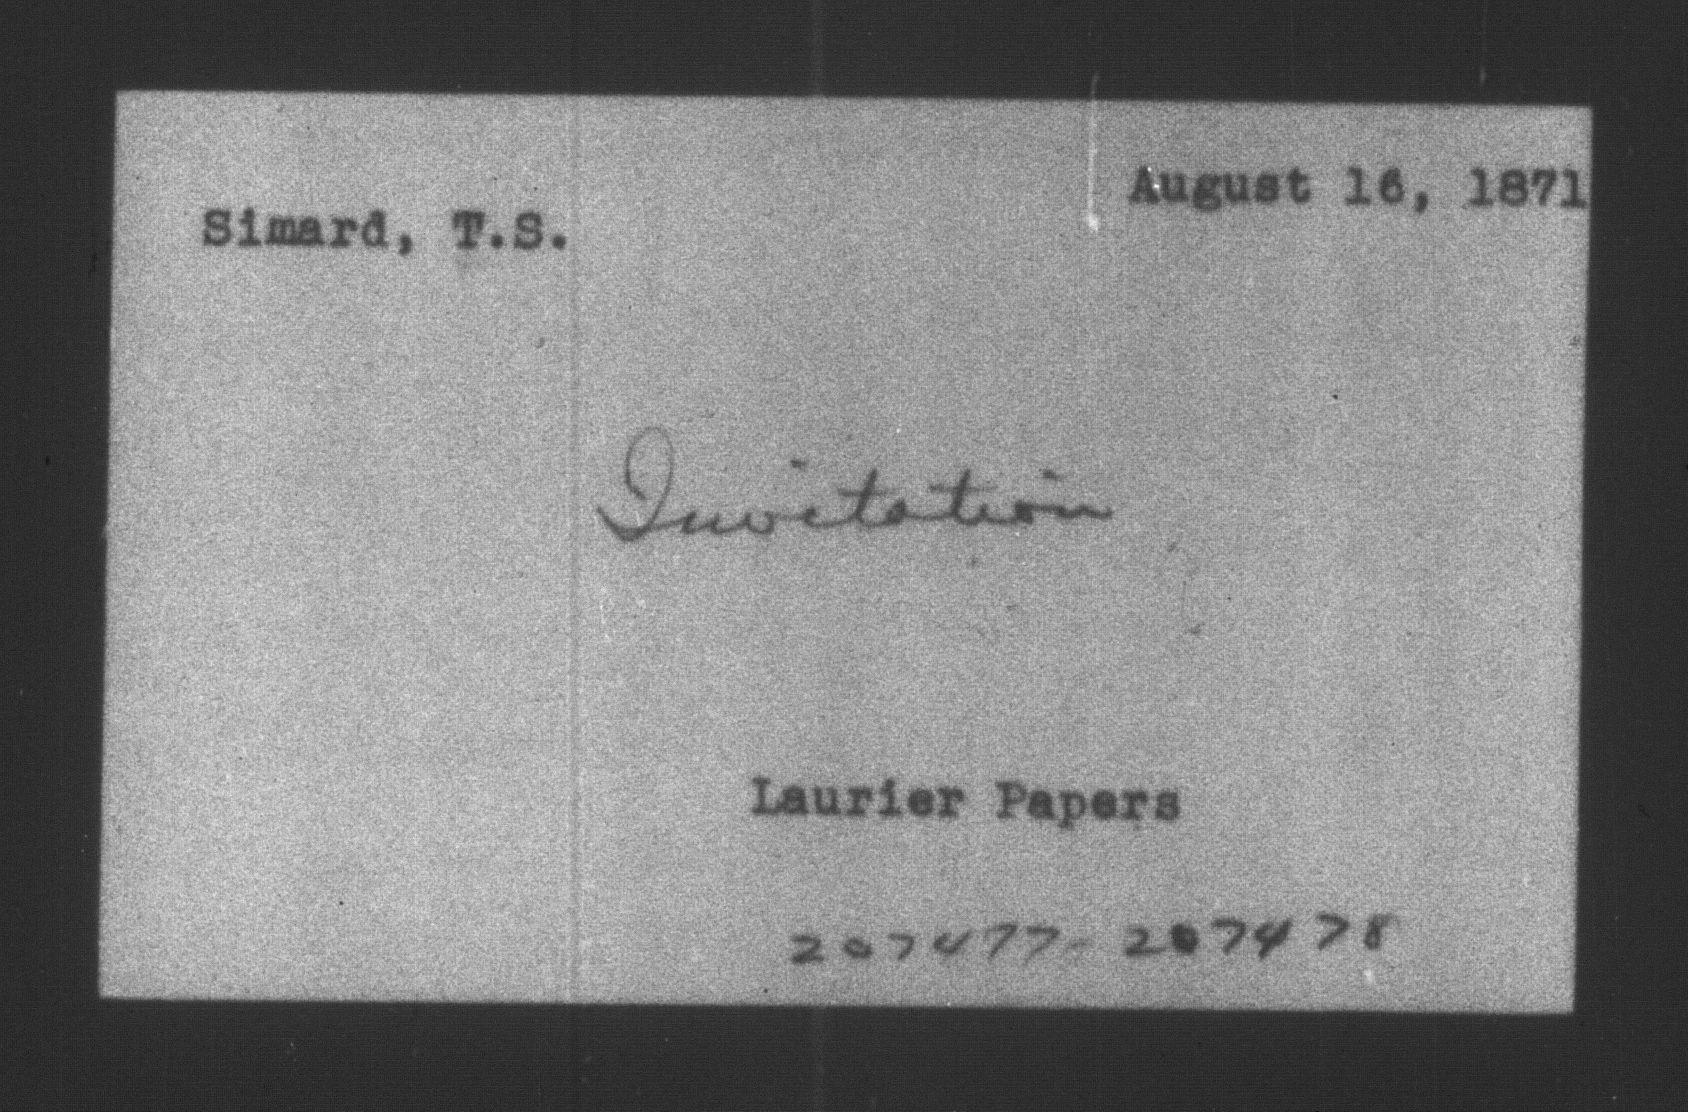 August 16, 1871
Simard, T.S.
Invitation
Laurier Papers
207477-207478